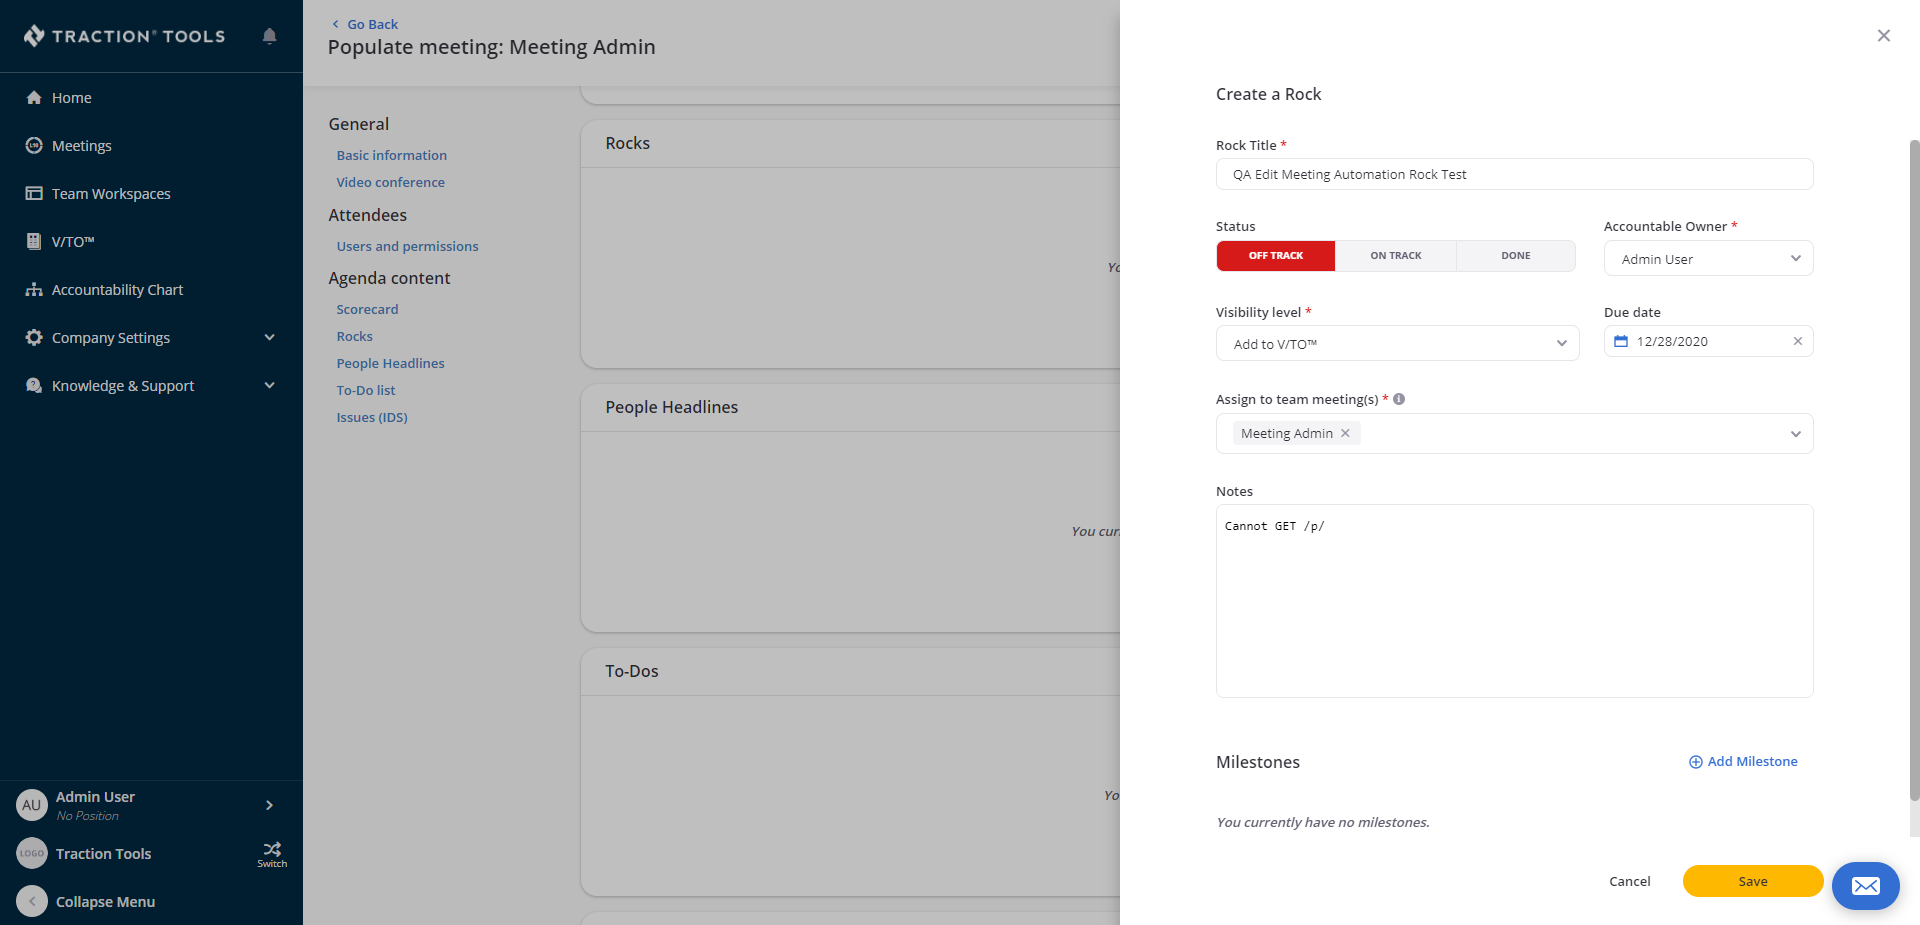 TRACTION® TOOLS
Home
Meetings
Team Workspaces
V/TO™
Accountability Chart
Company Settings
Knowledge & Support
AU
Admin User
No Position
LOGO
Traction Tools
Switch
Collapse Menu
Go Back
Populate meeting: Meeting Admin
General
Basic information
Video conference
Attendees
Users and permissions
Agenda content
Scorecard
Rocks
People Headlines
To-Do list
Issues (IDS)
Rocks
People Headlines
You cur
To-Dos
Yo
Create a Rock
Rock Title *
QA Edit Meeting Automation Rock Test
Status
OFF TRACK ON TRACK DONE
Accountable Owner *
Admin User
Visibility level *
Add to V/TO™
Due date
12/28/2020
Assign to team meeting(s) *
Meeting Admin
Notes
Cannot GET /p/
Milestones
Add Milestone
You currently have no milestones.
Cancel
Save